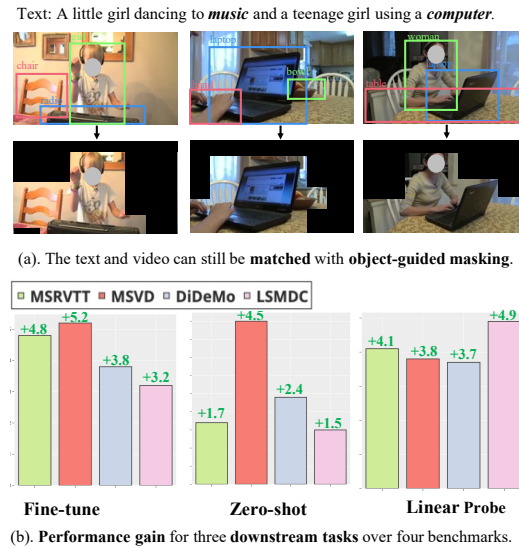 Text: A little girl dancing to music and a teenage girl using a computer.
chair
radio
laptop
bowl
woman
table
(a). The text and video can still be matched with object-guided masking.
MSRVTT MSVD DiDeMo LSMDC
+4.8 +5.2 +3.8 +3.2
+1.7 +4.5 +2.4 +1.5
+4.1 +3.8 +3.7 +4.9
Fine-tune Zero-shot Linear Probe
(b). Performance gain for three downstream tasks over four benchmarks.